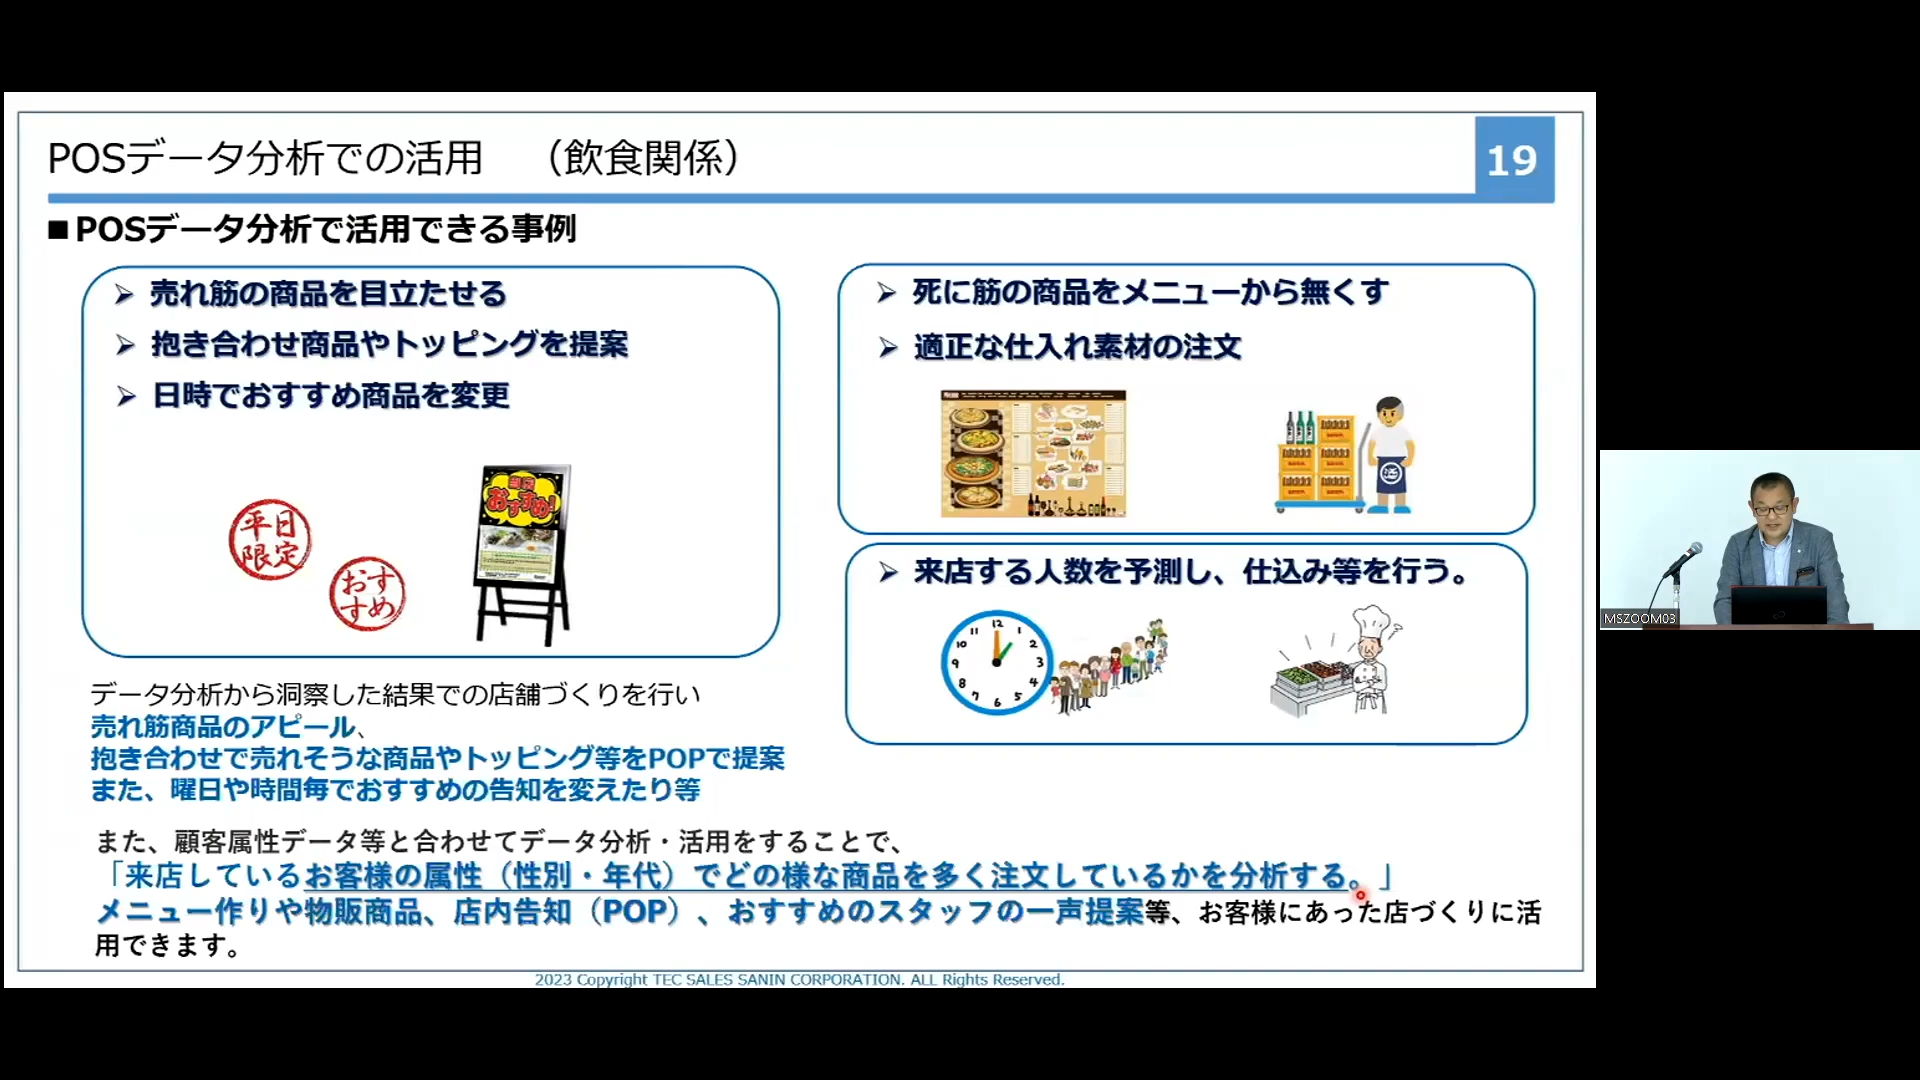 POSデータ分析での活用　（飲食関係）
19
■POSデータ分析で活用できる事例
➢ 売れ筋の商品を目立たせる
➢ 抱き合わせ商品やトッピングを提案
➢ 日時でおすすめ商品を変更
平日
限定
おす
すめ
おすすめ!
➢ 死に筋の商品をメニューから無くす
➢ 適正な仕入れ素材の注文
酒
➢ 来店する人数を予測し、仕込み等を行う。
12
1
2
3
4
5
6
7
8
9
10
11
データ分析から洞察した結果での店舗づくりを行い
売れ筋商品のアピール、
抱き合わせで売れそうな商品やトッピング等をPOPで提案
また、曜日や時間毎でおすすめの告知を変えたり等
また、顧客属性データ等と合わせてデータ分析・活用をすることで、
「来店しているお客様の属性（性別・年代）でどの様な商品を多く注文しているかを分析する。」
メニュー作りや物販商品、店内告知（POP）、おすすめのスタッフの一声提案等、お客様にあった店づくりに活
用できます。
2023 Copyright TEC SALES SANIN CORPORATION. ALL Rights Reserved.
MSZOOM03